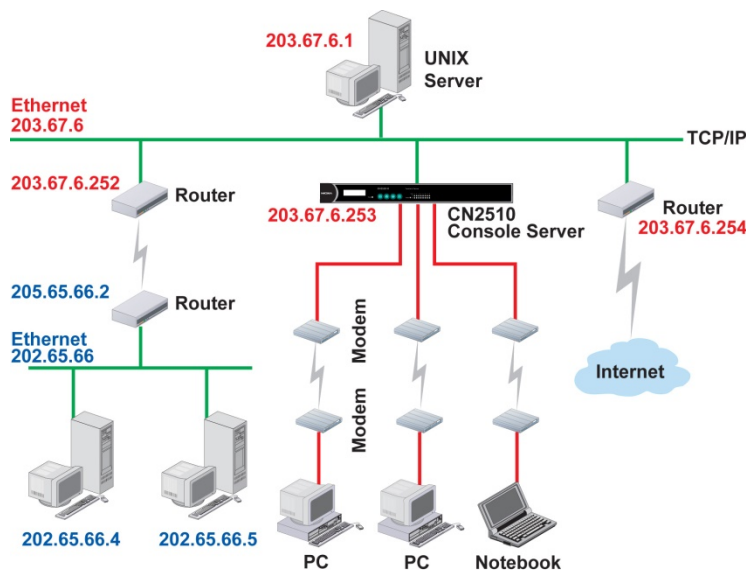 203.67.6.1
UNIX
Server
Ethernet
203.67.6
TCP/IP
203.67.6.252
Router
203.67.6.253
CN2510
Console Server
Router
203.67.6.254
205.65.66.2
Router
Modem
Ethernet
202.65.66
Internet
Modem
202.65.66.4
202.65.66.5
PC
PC
Notebook